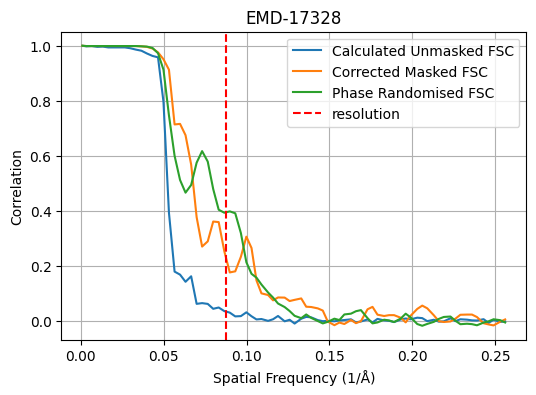 EMD-17328
Calculated Unmasked FSC
Corrected Masked FSC
Phase Randomised FSC
resolution
Correlation
1.0
0.8
0.6
0.4
0.2
0.0
0.00 0.05 0.10 0.15 0.20 0.25
Spatial Frequency (1/Å)